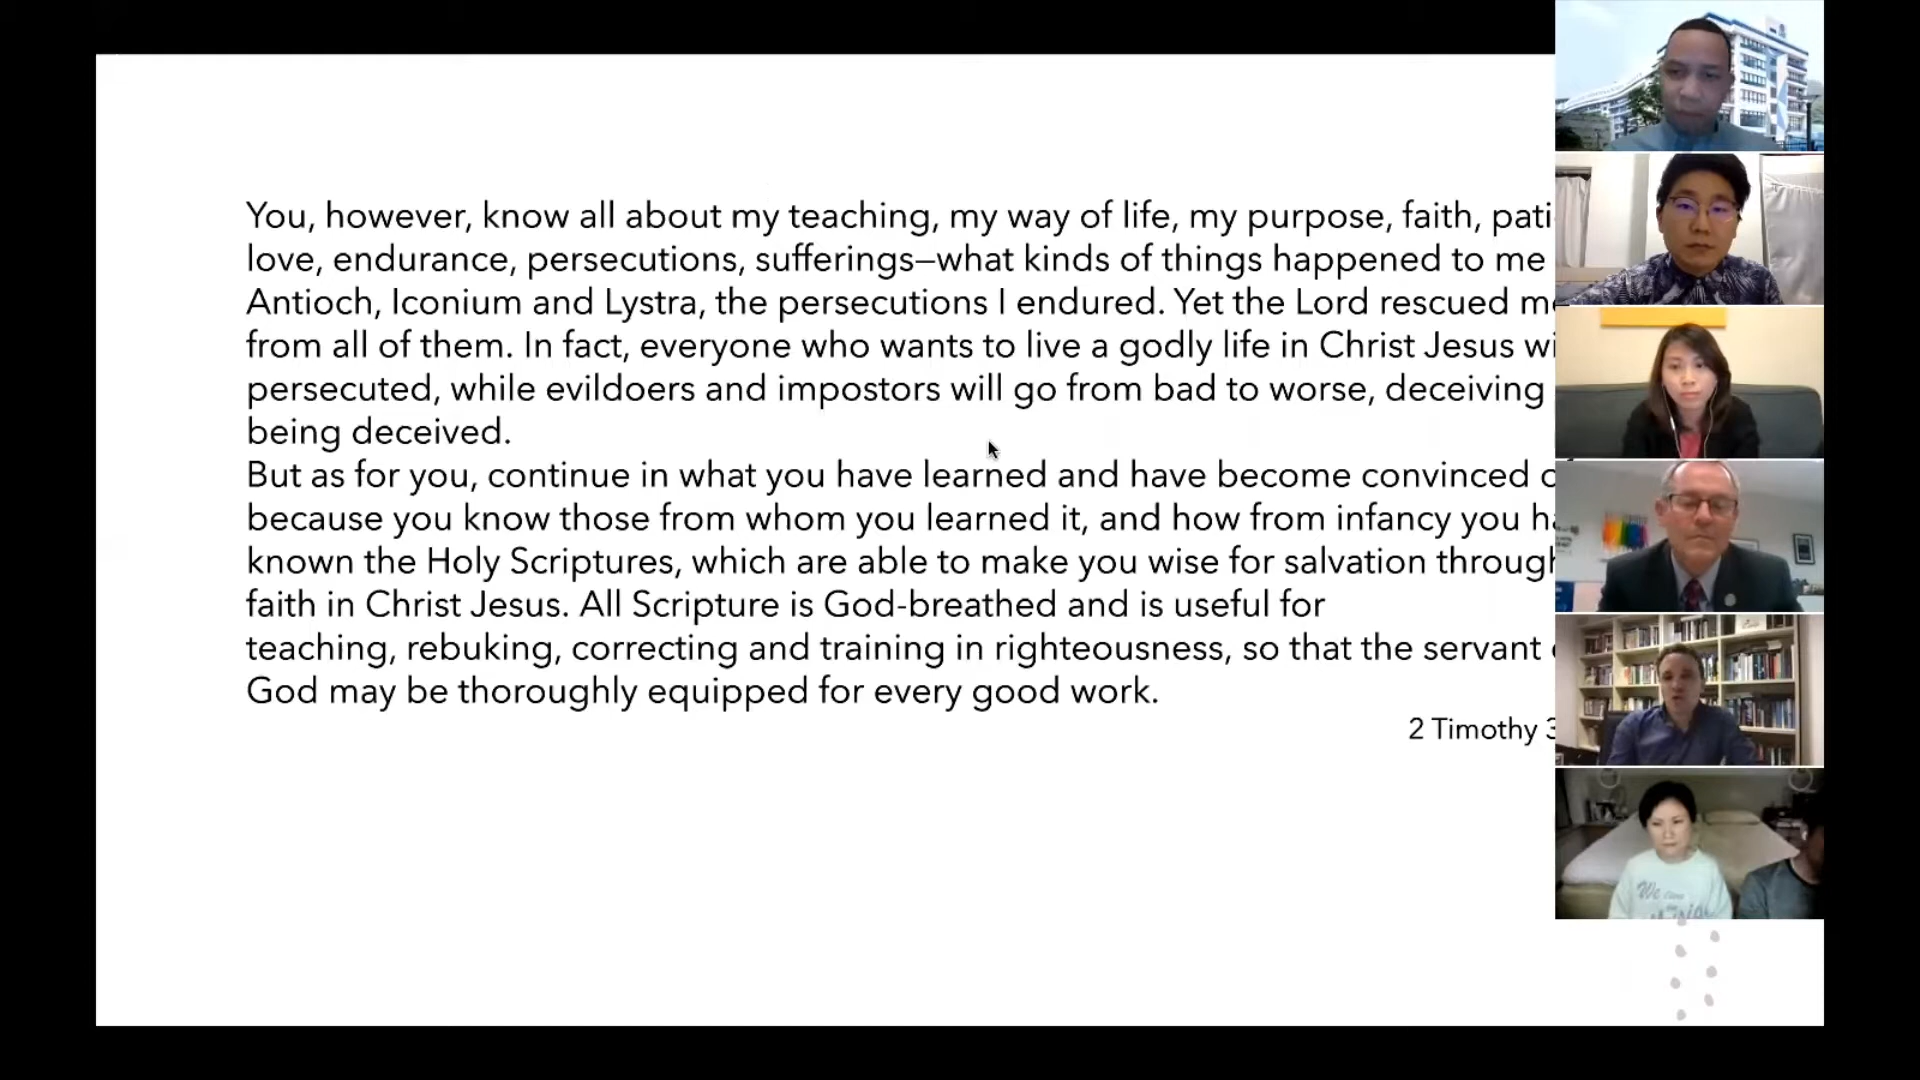 You, however, know all about my teaching, my way of life, my purpose, faith, pati
love, endurance, persecutions, sufferings—what kinds of things happened to me
Antioch, Iconium and Lystra, the persecutions I endured. Yet the Lord rescued me
from all of them. In fact, everyone who wants to live a godly life in Christ Jesus wi
persecuted, while evildoers and impostors will go from bad to worse, deceiving
being deceived.
But as for you, continue in what you have learned and have become convinced o
because you know those from whom you learned it, and how from infancy you ha
known the Holy Scriptures, which are able to make you wise for salvation through
faith in Christ Jesus. All Scripture is God-breathed and is useful for
teaching, rebuking, correcting and training in righteousness, so that the servant
God may be thoroughly equipped for every good work.
2 Timothy 3
We